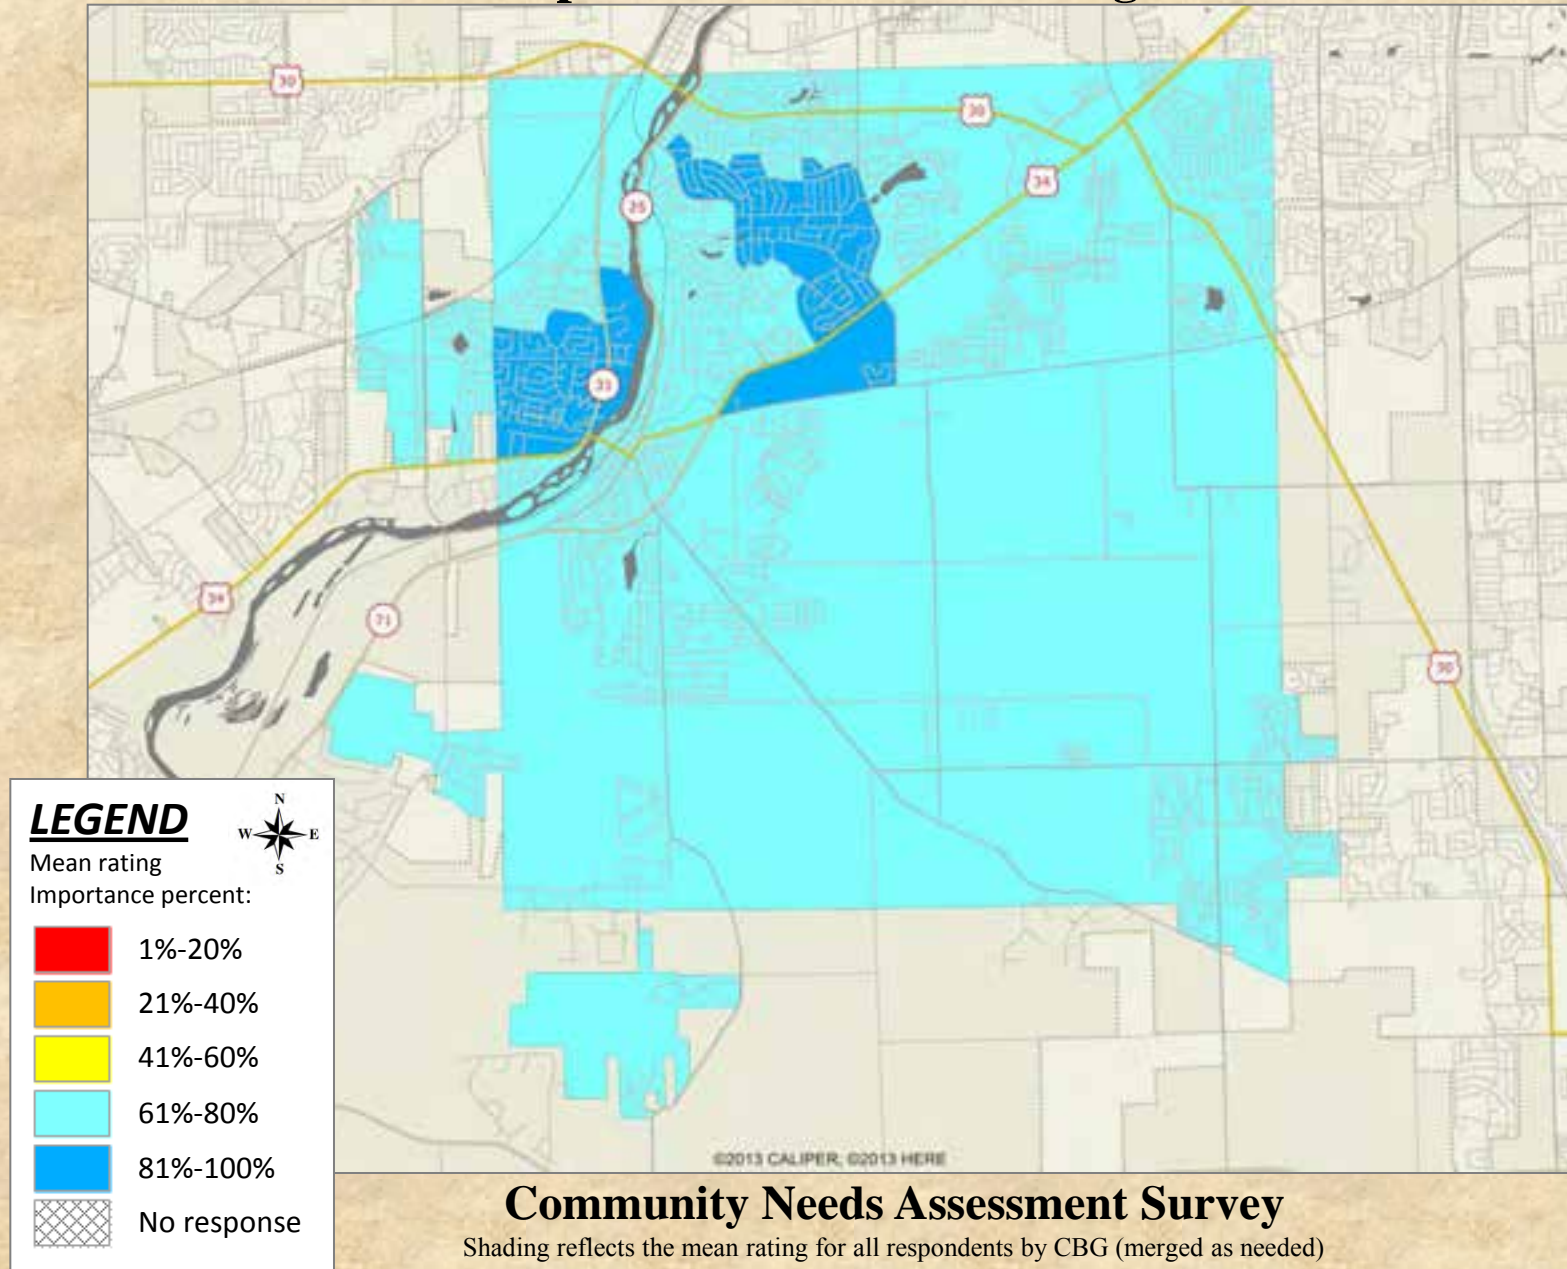 30
30
34
25
31
34
71
30
©2013 CALIPER, ©2013 HERE
LEGEND
N
W E
S
Mean rating
Importance percent:
1%-20%
21%-40%
41%-60%
61%-80%
81%-100%
No response
Community Needs Assessment Survey
Shading reflects the mean rating for all respondents by CBG (merged as needed)